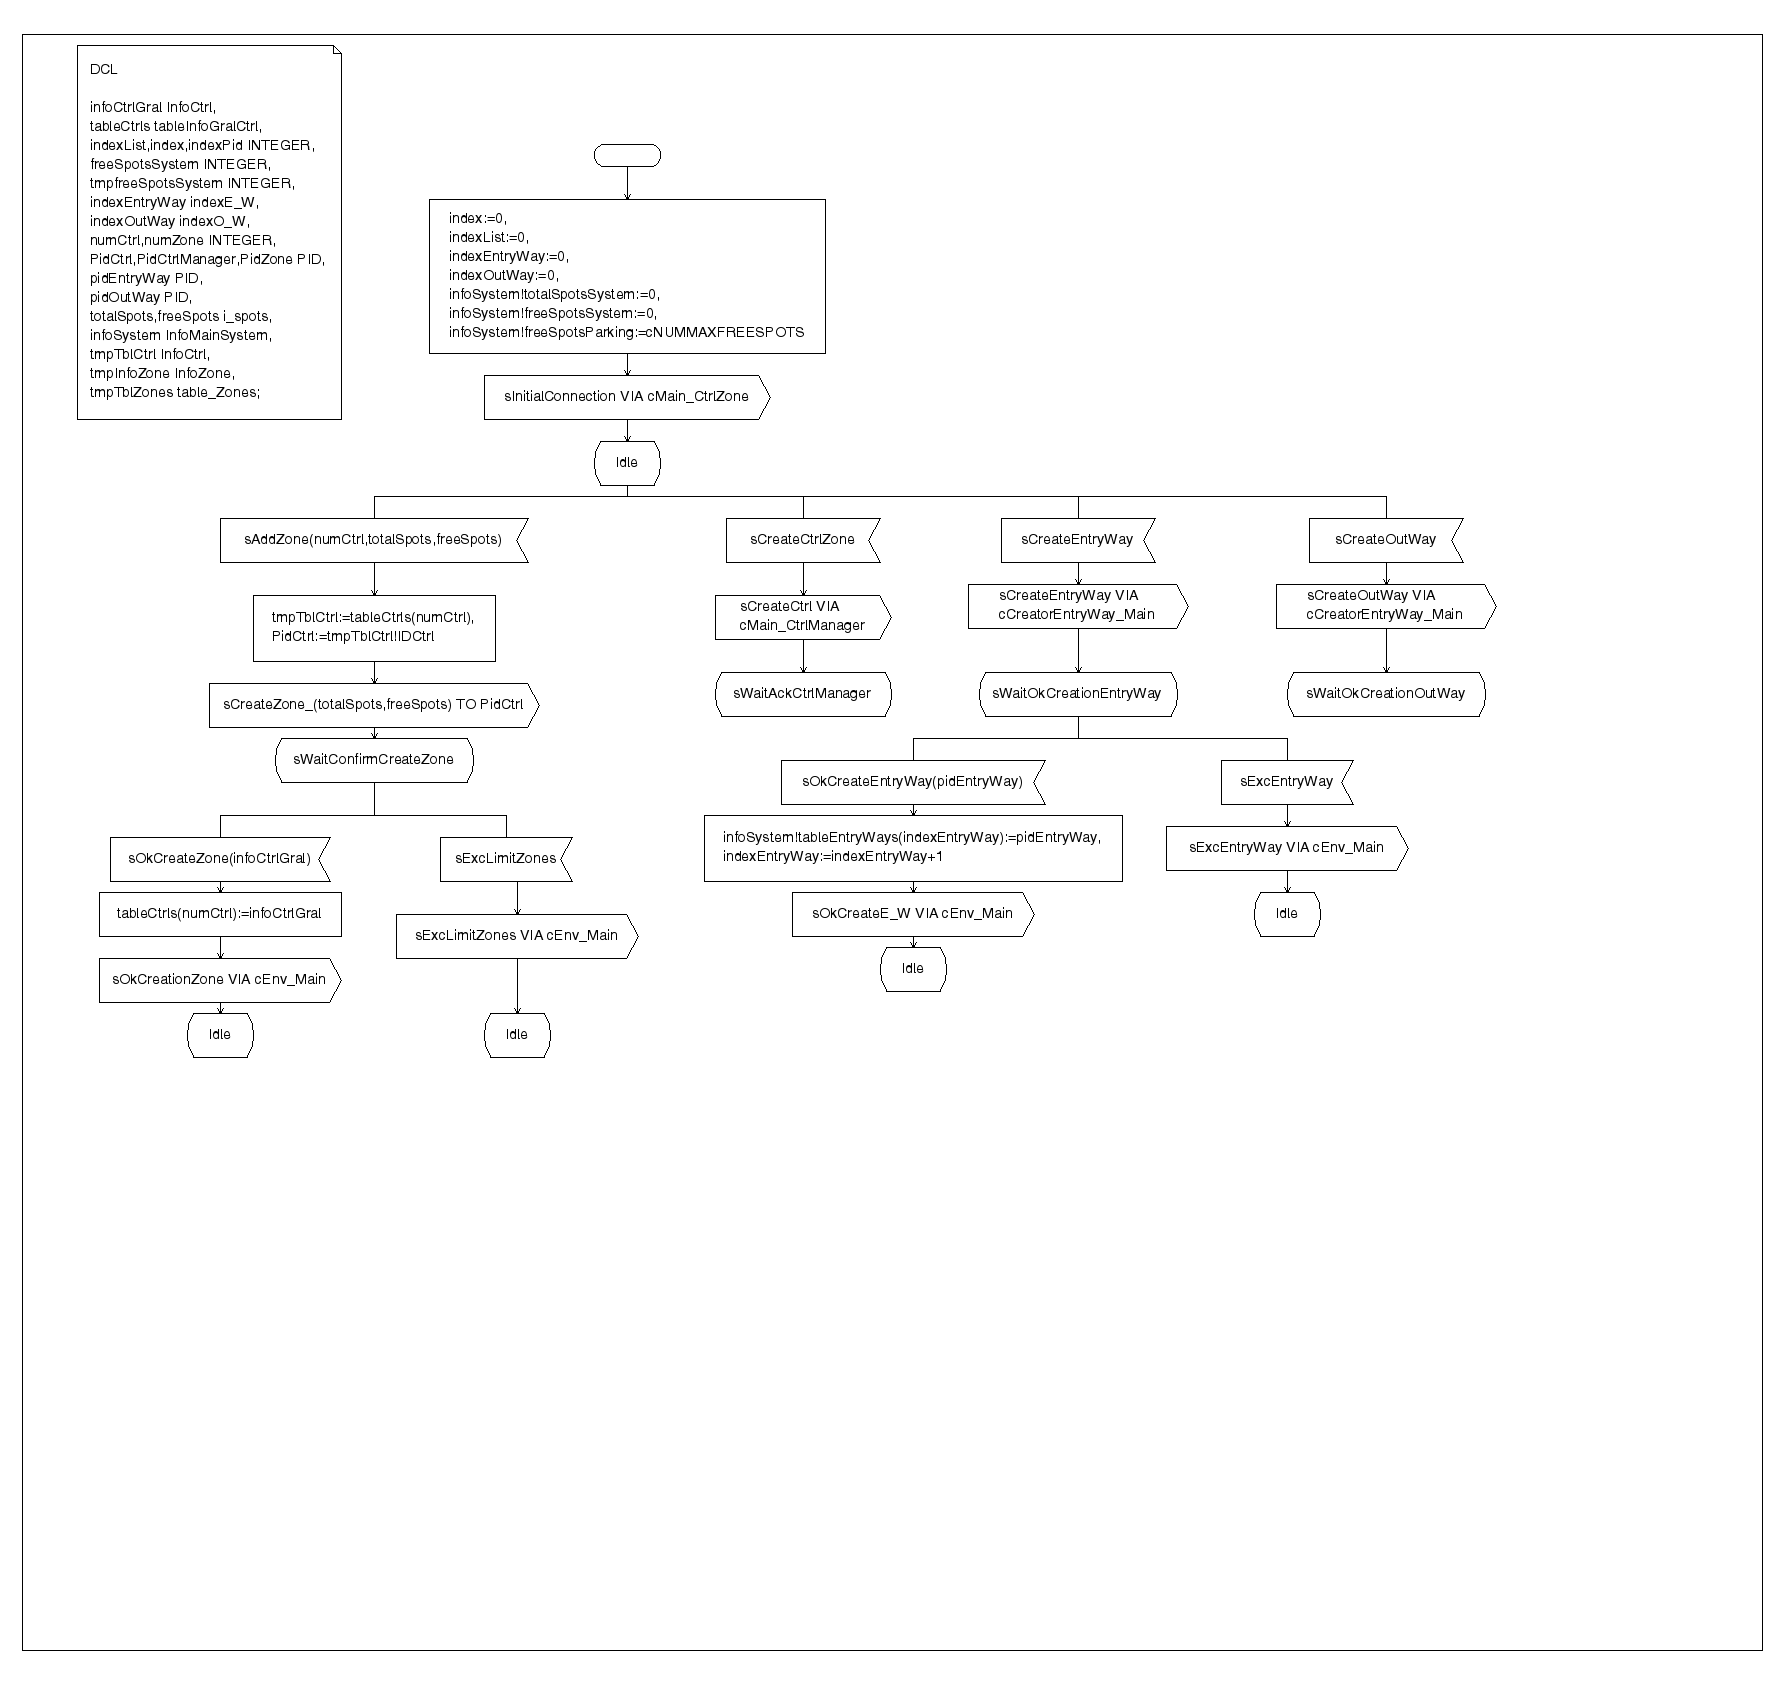 DCL
infoCtrlGral InfoCtrl,
tableCtrls tableInfoGralCtrl,
indexList,index,indexPid INTEGER,
freeSpotsSystem INTEGER,
tmpfreeSpotsSystem INTEGER,
indexEntryWay indexE_W,
indexOutWay indexO_W,
numCtrl,numZone INTEGER,
PidCtrl,PidCtrlManager,PidZone PID,
pidEntryWay PID,
pidOutWay PID,
totalSpots,freeSpots i_spots,
infoSystem InfoMainSystem,
tmpTblCtrl InfoCtrl,
tmpInfoZone InfoZone,
tmpTblZones table_Zones;
index:=0,
indexList:=0,
indexEntryWay:=0,
indexOutWay:=0,
infoSystem!totalSpotsSystem:=0,
infoSystem!freeSpotsSystem:=0,
infoSystem!freeSpotsParking:=cNUMMAXFREESPOTS
sInitialConnection VIA cMain_CtrlZone
Idle
sAddZone(numCtrl,totalSpots,freeSpots)
tmpTblCtrl:=tableCtrls(numCtrl),
PidCtrl:=tmpTblCtrl!IDCtrl
sCreateZone_(totalSpots,freeSpots) TO PidCtrl
sWaitConfirmCreateZone
sOkCreateZone(infoCtrlGral)
tableCtrls(numCtrl):=infoCtrlGral
sOkCreationZone VIA cEnv_Main
Idle
sExcLimitZones
sExcLimitZones VIA cEnv_Main
Idle
sCreateCtrlZone
sCreateCtrl VIA
cMain_CtrlManager
sWaitAckCtrlManager
sCreateEntryWay
sCreateEntryWay VIA
cCreatorEntryWay_Main
sWaitOkCreationEntryWay
sOkCreateEntryWay(pidEntryWay)
infoSystem!tableEntryWays(indexEntryWay):=pidEntryWay,
indexEntryWay:=indexEntryWay+1
sOkCreateE_W VIA cEnv_Main
Idle
sExcEntryWay
sExcEntryWay VIA cEnv_Main
Idle
sCreateOutWay
sCreateOutWay VIA
cCreatorEntryWay_Main
sWaitOkCreationOutWay